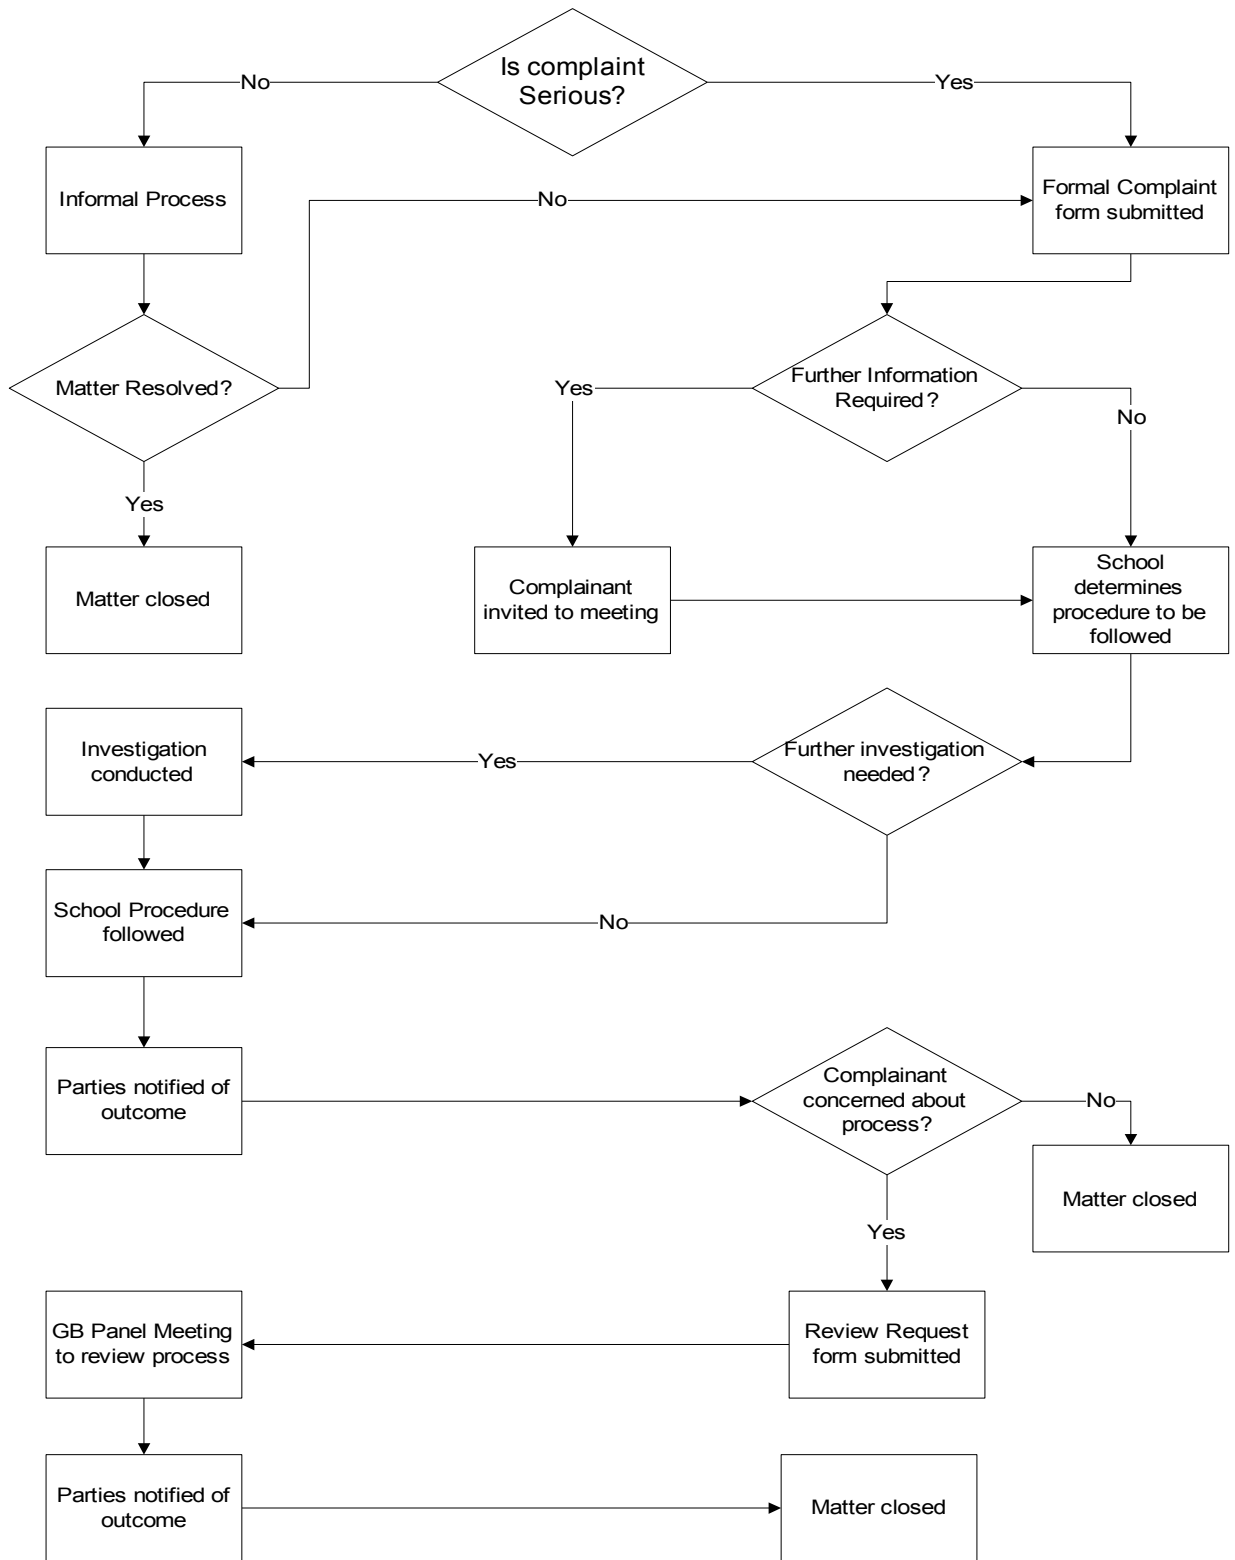 Is complaint
Serious?
No
Yes
Informal Process
Formal Complaint
form submitted
No
Matter Resolved?
Further Information
Required?
Yes
No
Yes
Matter closed
Complainant
invited to meeting
School
determines
procedure to be
followed
Investigation
conducted
Yes
Further investigation
needed?
School Procedure
followed
No
Parties notified of
outcome
Complainant
concerned about
process?
No
Matter closed
Yes
GB Panel Meeting
to review process
Review Request
form submitted
Parties notified of
outcome
Matter closed